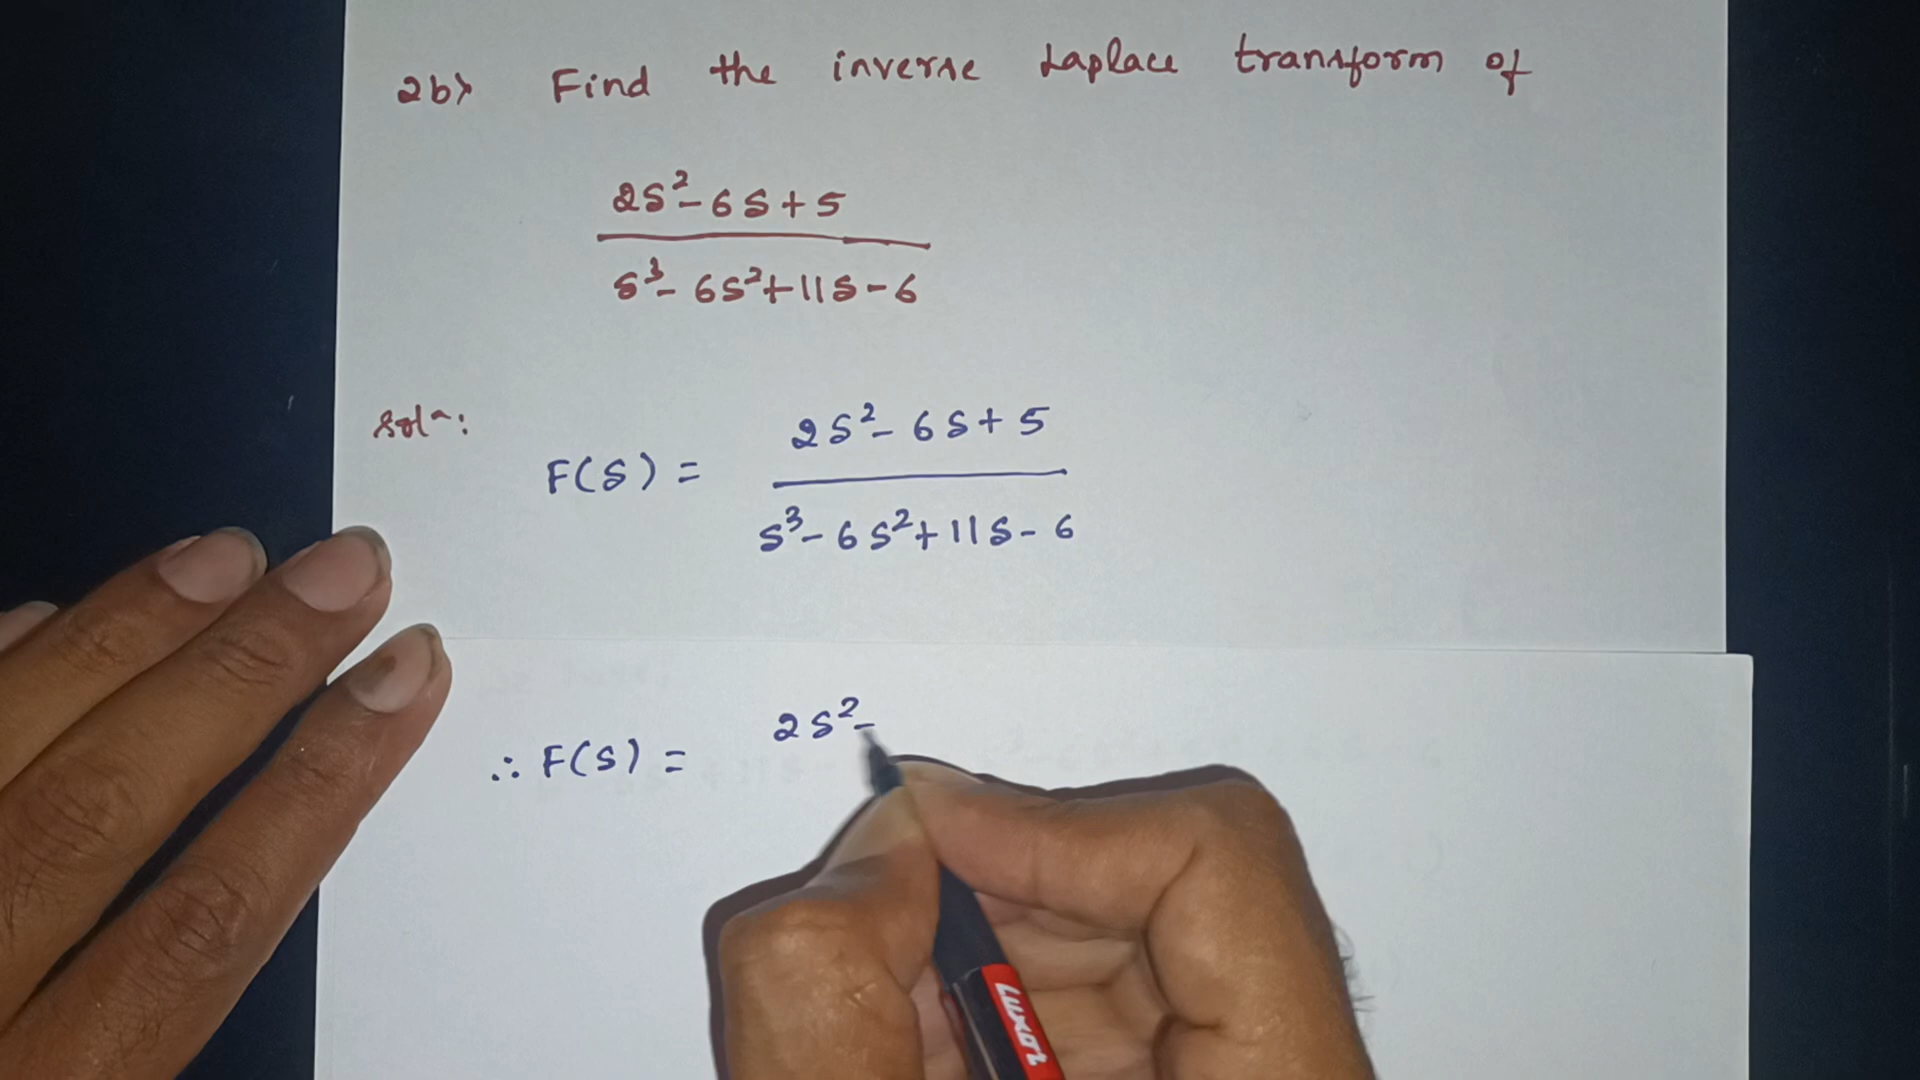 2b> Find the inverse Laplace transform of
2s²-6s+5
s³-6s²+11s-6
Solⁿ:
F(s) =
2s²-6s+5
s³-6s²+11s-6
∴ F(s) = 2s²-
LUXOR